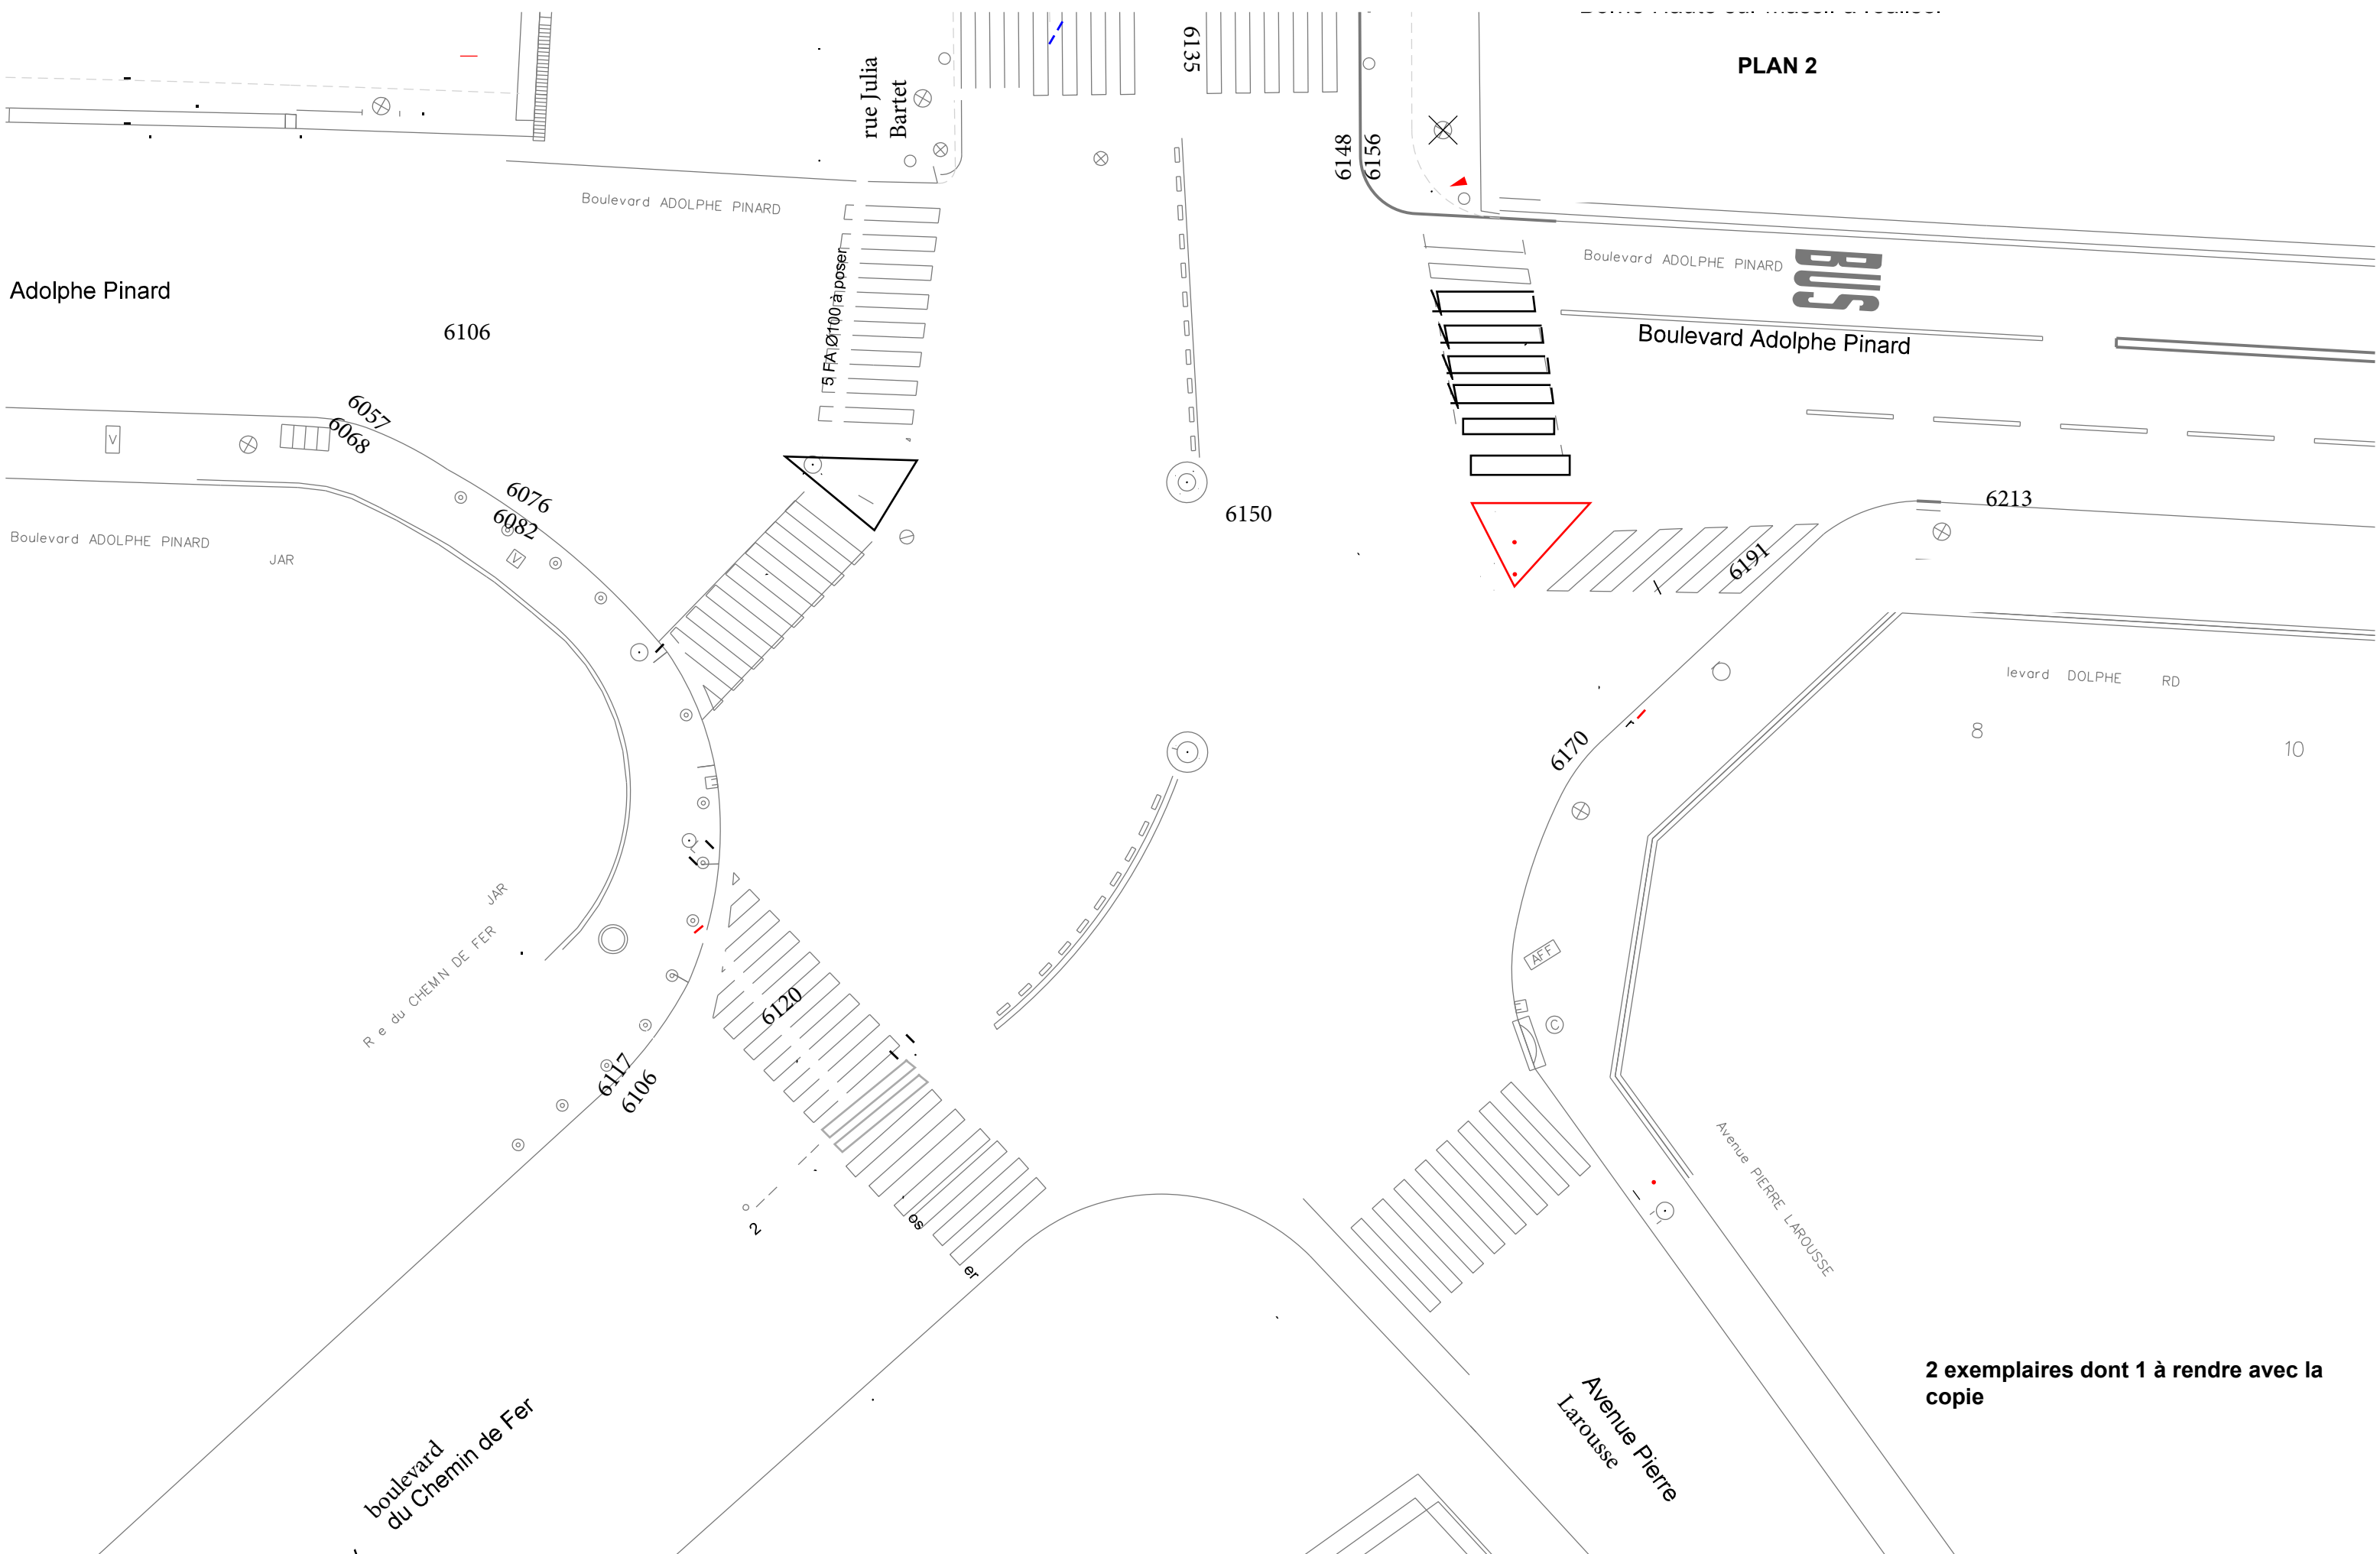 PLAN 2
6135
rue Julia
Bartet
6148
6156
Boulevard ADOLPHE PINARD
Boulevard ADOLPHE PINARD
BUS
Adolphe Pinard
5 FA Ø100 à poser
6106
Boulevard Adolphe Pinard
6057
6068
V
6076
6082
V
6150
6213
Boulevard ADOLPHE PINARD
JAR
6191
levard DOLPHE RD
8
10
6170
JAR
R e du CHEMIN DE FER
AFF
C
6120
6117
6106
2
os
er
Avenue PIERRE LAROUSSE
2 exemplaires dont 1 à rendre avec la
copie
Avenue Pierre
Larousse
boulevard
du Chemin de Fer